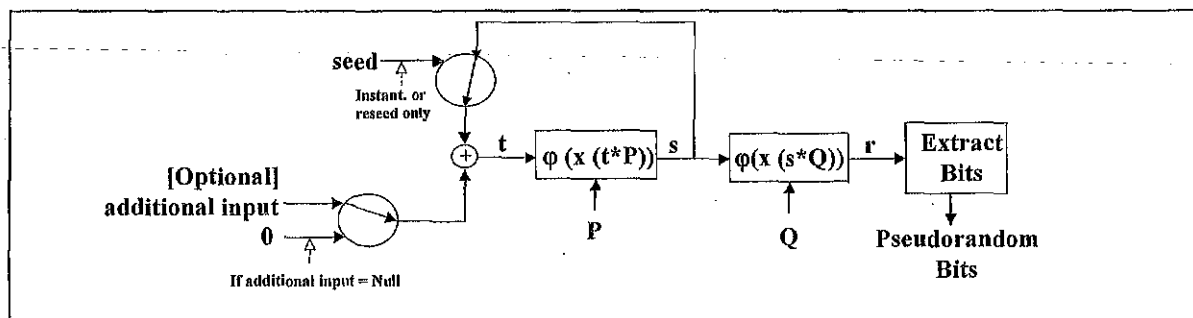 seed
Instant. or
reseed only
[Optional]
additional input
0
If additional input = Null
+
t
φ (x (t*P))
s
P
φ(x (s*Q))
r
Q
Extract
Bits
Pseudorandom
Bits